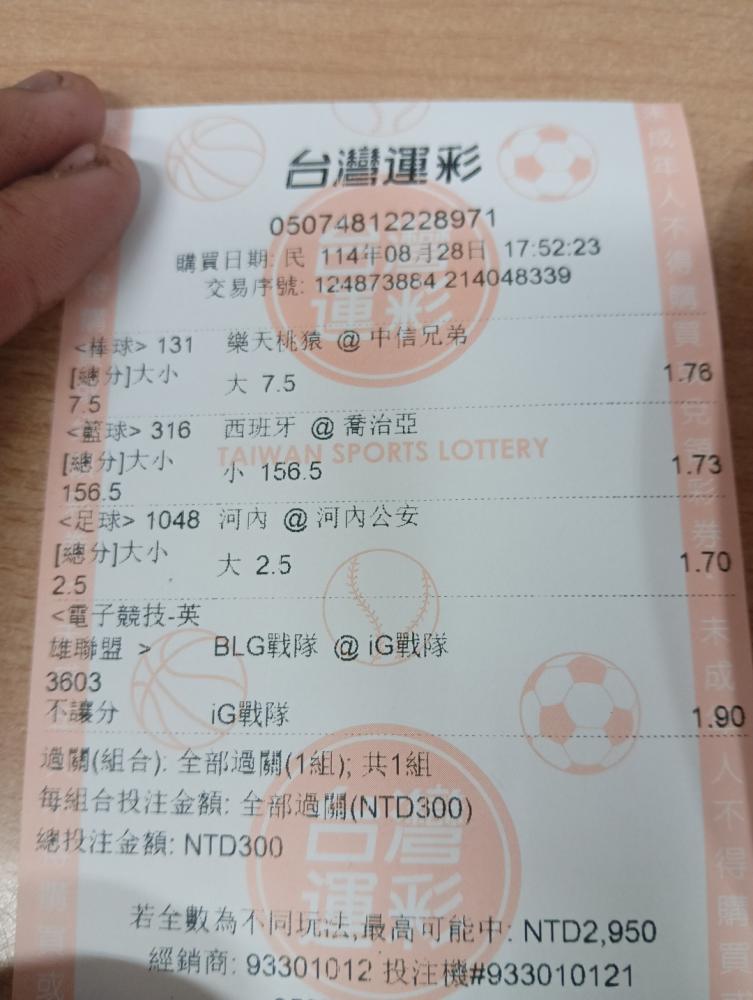 台灣運彩
05074812228971
購買日期: 民 114年08月28日 17:52:23
交易序號: 124873884 214048339
<棒球> 131 樂天桃猿 @ 中信兄弟
[總分]大小 大 7.5 1.76
7.5
<籃球> 316 西班牙 @ 喬治亞
TAIWAN SPORTS LOTTERY
[總分]大小 小 156.5 1.73
156.5
<足球> 1048 河內 @ 河內公安
[總分]大小 大 2.5 1.70
2.5
<電子競技-英
雄聯盟 > BLG戰隊 @ iG戰隊
3603
不讓分 iG戰隊 1.90
過關(組合): 全部過關(1組); 共1組
每組合投注金額: 全部過關(NTD300)
總投注金額: NTD300
若全數為不同玩法,最高可能中: NTD2,950
經銷商: 93301012 投注機#933010121
台灣運彩
台灣運彩
未成年人不得購買